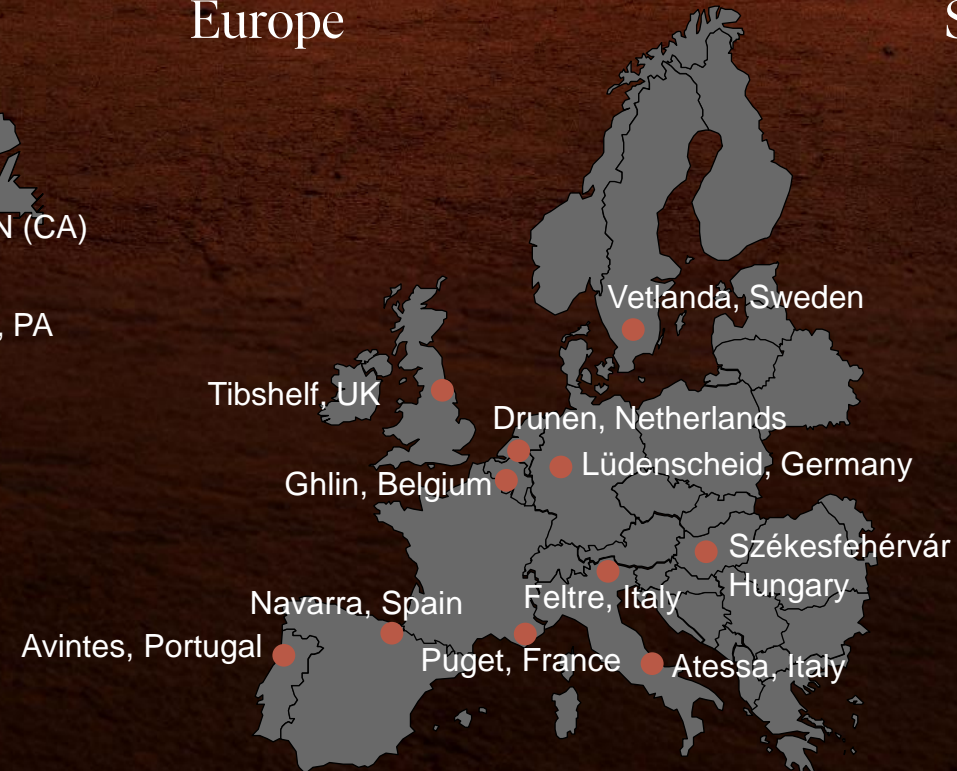 Europe
S
N (CA)
, PA
Vetlanda, Sweden
Tibshelf, UK
Drunen, Netherlands
Lüdenscheid, Germany
Ghlin, Belgium
Székesfehérvár
Hungary
Feltre, Italy
Navarra, Spain
Avintes, Portugal
Puget, France
Atessa, Italy